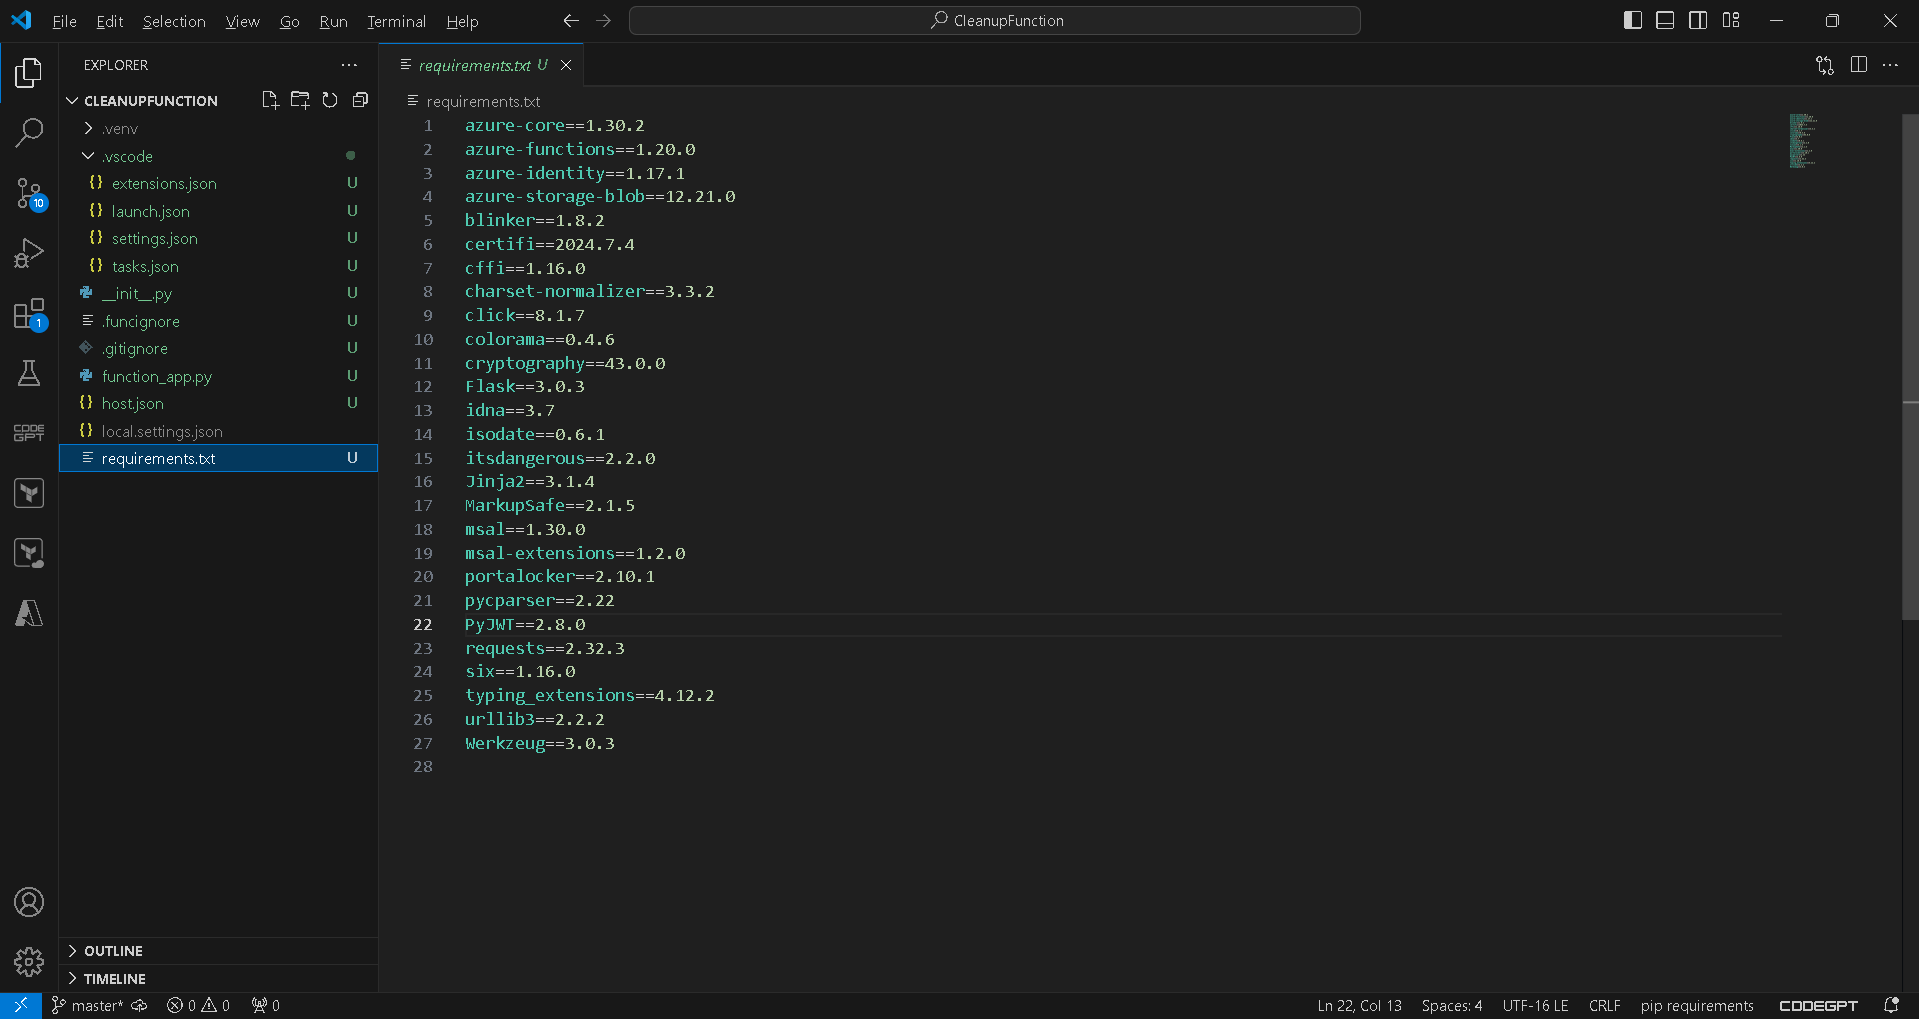 File Edit Selection View Go Run Terminal Help
CleanupFunction
EXPLORER
CLEANUPFUNCTION
.venv
.vscode
extensions.json U
launch.json U
settings.json U
tasks.json U
__init__.py U
.funcignore U
.gitignore U
function_app.py U
host.json U
local.settings.json
requirements.txt U
OUTLINE
TIMELINE
10
1
CODE
GPT
requirements.txt U
requirements.txt
1 azure-core==1.30.2
2 azure-functions==1.20.0
3 azure-identity==1.17.1
4 azure-storage-blob==12.21.0
5 blinker==1.8.2
6 certifi==2024.7.4
7 cffi==1.16.0
8 charset-normalizer==3.3.2
9 click==8.1.7
10 colorama==0.4.6
11 cryptography==43.0.0
12 Flask==3.0.3
13 idna==3.7
14 isodate==0.6.1
15 itsdangerous==2.2.0
16 Jinja2==3.1.4
17 MarkupSafe==2.1.5
18 msal==1.30.0
19 msal-extensions==1.2.0
20 portalocker==2.10.1
21 pycparser==2.22
22 PyJWT==2.8.0
23 requests==2.32.3
24 six==1.16.0
25 typing_extensions==4.12.2
26 urllib3==2.2.2
27 Werkzeug==3.0.3
28
master* 0 0 0 Ln 22, Col 13 Spaces: 4 UTF-16 LE CRLF pip requirements CODEGPT